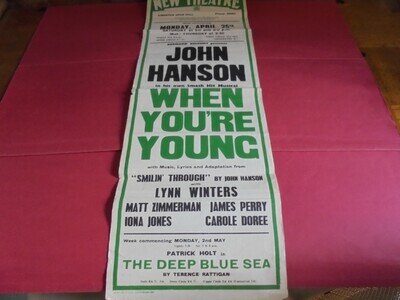 NEW THEATRE
MONDAY, APRIL 25TH
JOHN
HANSON
in his own Smash Hit Musical
WHEN
YOU'RE
YOUNG
with Music, Lyrics and Adaptation from
"SMILIN' THROUGH" BY JOHN HANSON
with
LYNN WINTERS
MATT ZIMMERMAN JAMES PERRY
IONA JONES CAROLE DOREE
Week commencing MONDAY, 2nd MAY
PATRICK HOLT in
THE DEEP BLUE SEA
BY TERENCE RATTIGAN